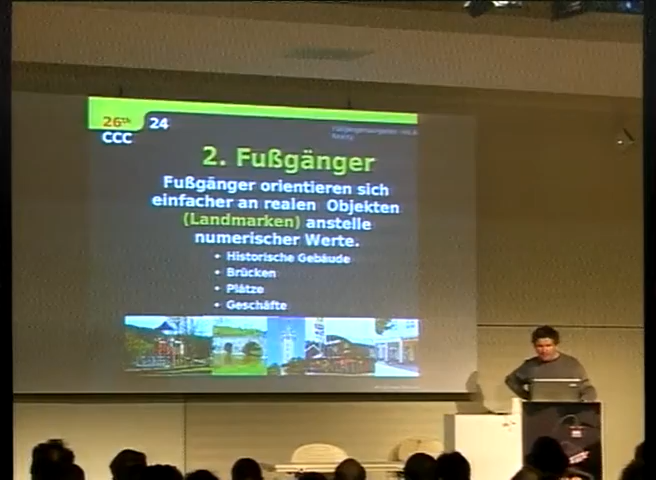 26th
CCC
24
2. Fußgänger
Fußgänger orientieren sich
einfacher an realen Objekten
(Landmarken) anstelle
numerischer Werte.
• Historische Gebäude
• Brücken
• Plätze
• Geschäfte